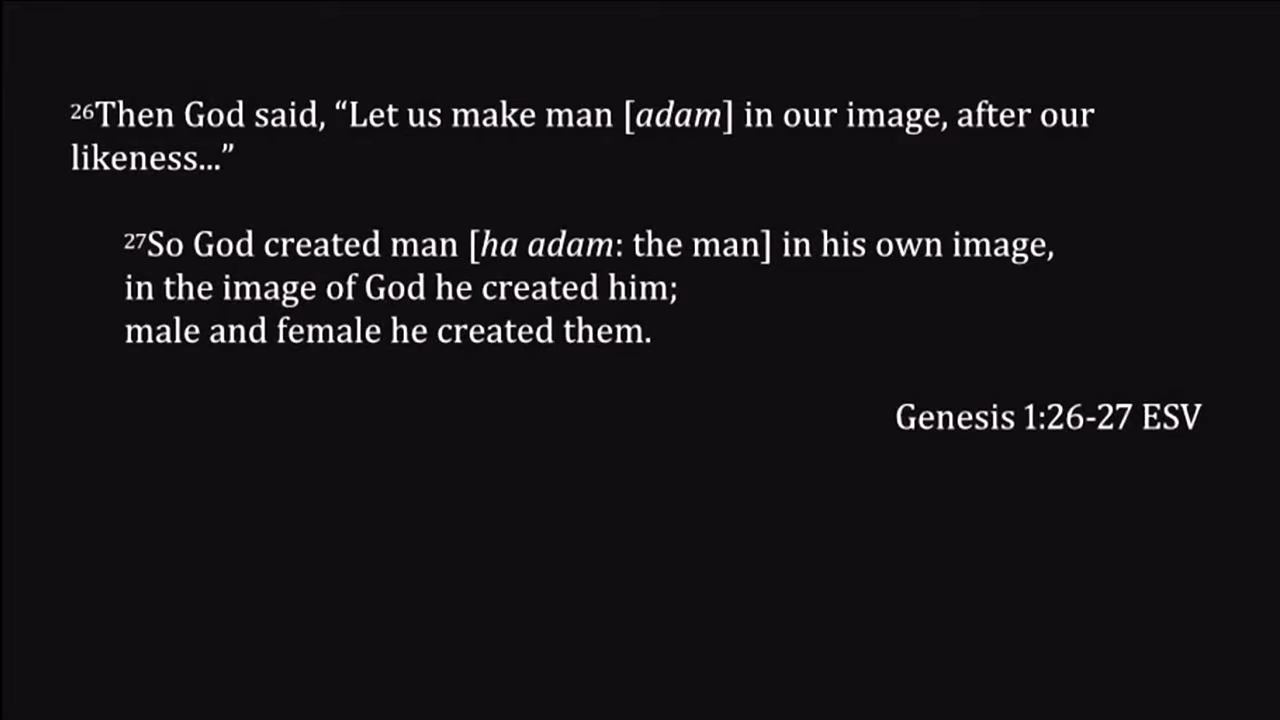 ²⁶Then God said, “Let us make man [adam] in our image, after our
likeness...”
²⁷So God created man [ha adam: the man] in his own image,
in the image of God he created him;
male and female he created them.
Genesis 1:26-27 ESV